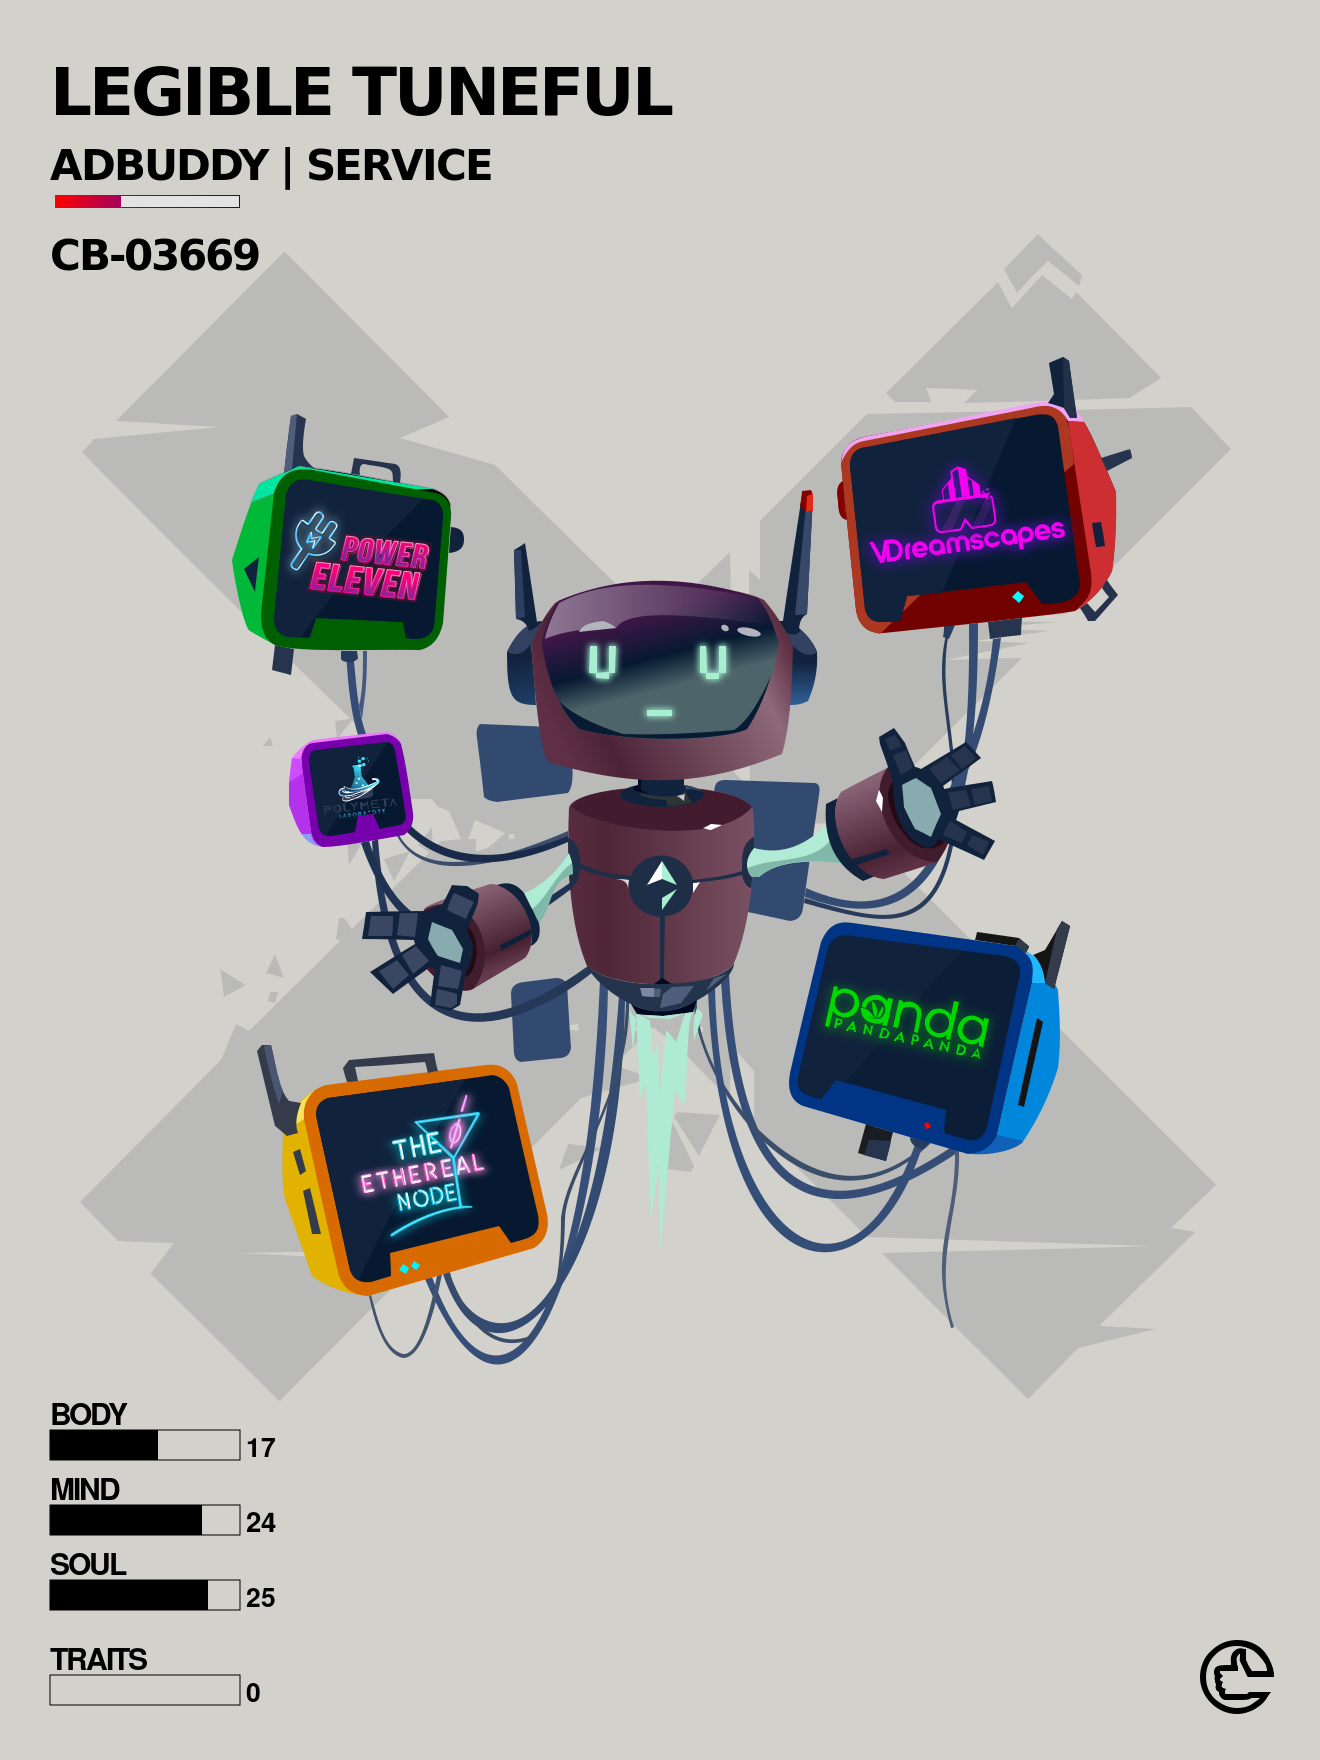 LEGIBLE TUNEFUL
ADBUDDY | SERVICE
CB-03669
POWER
ELEVEN
VDreamscapes
POLYMETA
LABORATORY
panda
PANDAPANDA
THE
ETHEREAL
NODE
BODY
17
MIND
24
SOUL
25
TRAITS
0